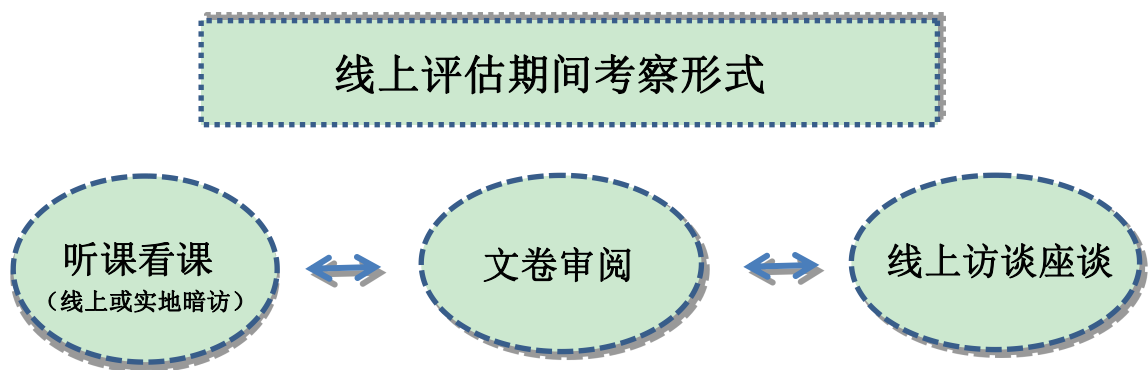 线上评估期间考察形式
听课看课
（线上或实地暗访）
文卷审阅
线上访谈座谈